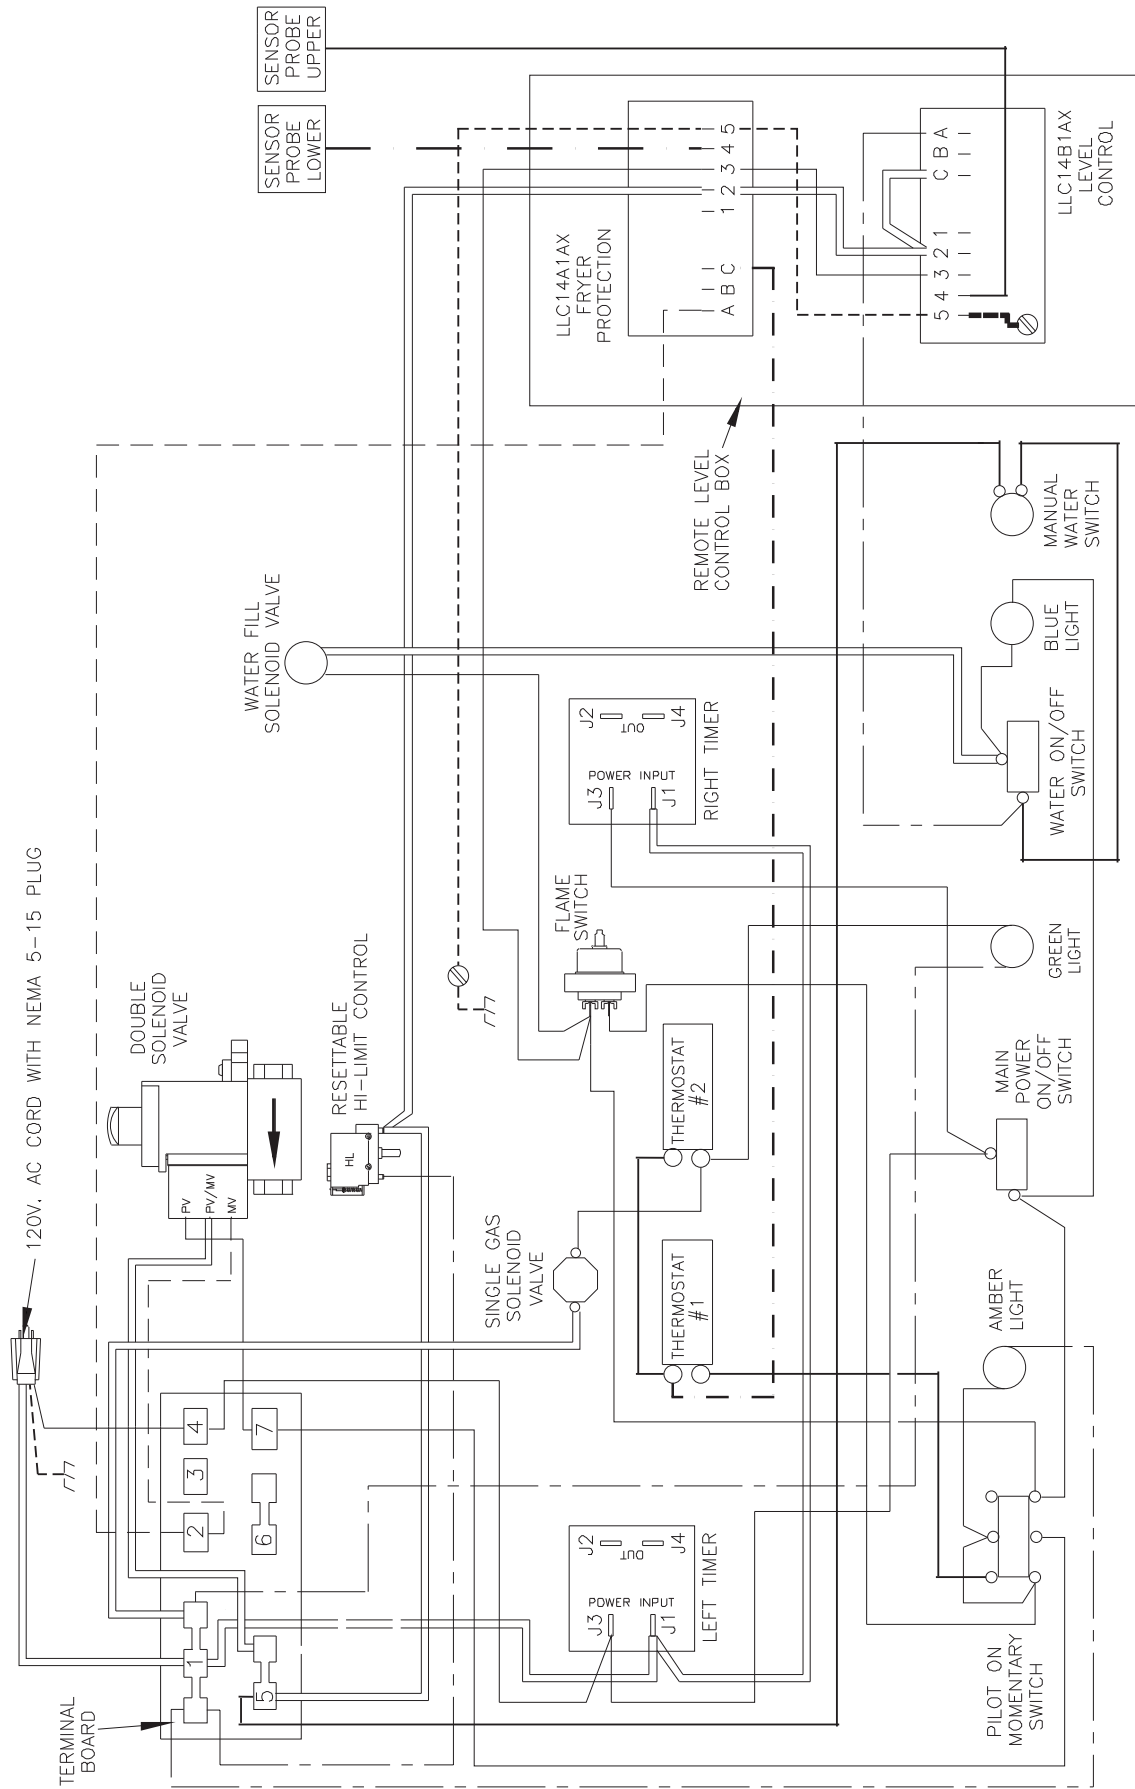 120V. AC CORD WITH NEMA 5-15 PLUG
TERMINAL
BOARD
1
2
3
4
5
6
7
DOUBLE
SOLENOID
VALVE
PV
PV/MV
MV
RESETTABLE
HI-LIMIT CONTROL
HL
WATER FILL
SOLENOID VALVE
SENSOR
PROBE
LOWER
SENSOR
PROBE
UPPER
SINGLE GAS
SOLENOID
VALVE
FLAME
SWITCH
LEFT TIMER
POWER INPUT
J3
J1
J2
J4
OUT
RIGHT TIMER
POWER INPUT
J3
J1
J2
J4
OUT
THERMOSTAT
#1
THERMOSTAT
#2
REMOTE LEVEL
CONTROL BOX
LLC14A1AX
FRYER
PROTECTION
A B C
1 2 3 4 5
LLC14B1AX
LEVEL
CONTROL
5 4 3 2 1
C B A
PILOT ON
MOMENTARY
SWITCH
AMBER
LIGHT
MAIN
POWER
ON/OFF
SWITCH
GREEN
LIGHT
WATER ON/OFF
SWITCH
BLUE
LIGHT
MANUAL
WATER
SWITCH